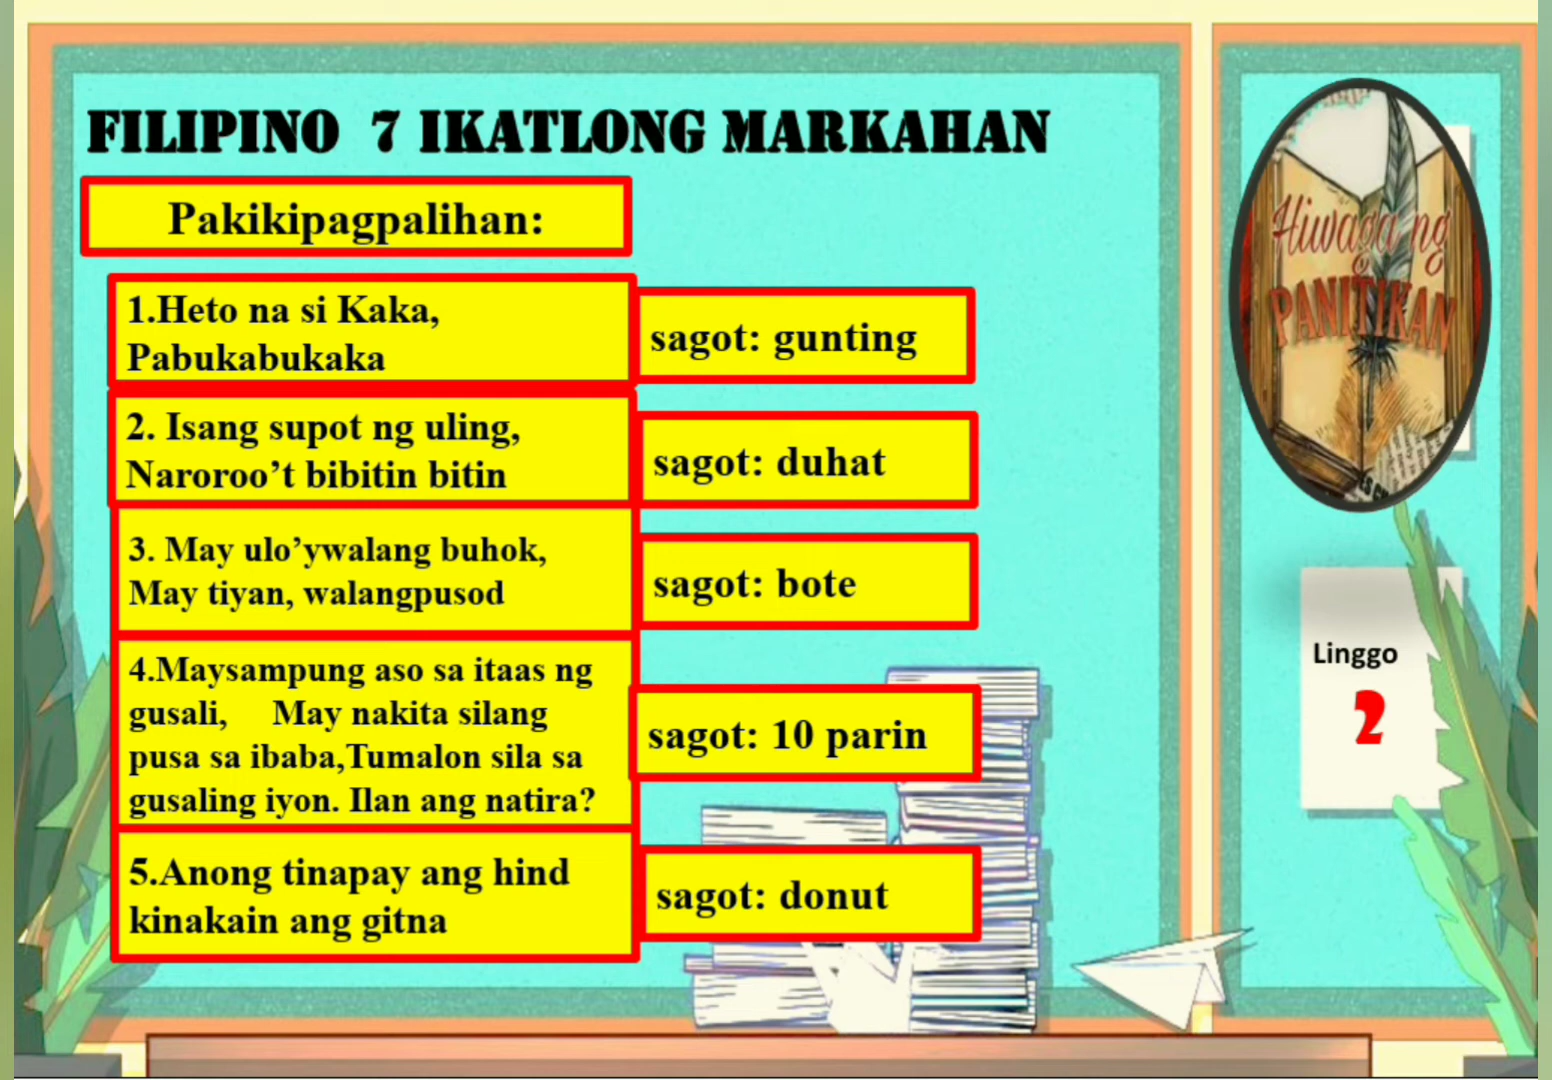 FILIPINO 7 IKATLONG MARKAHAN
Pakikipagpalihan:
1.Heto na si Kaka,
Pabukabukaka
sagot: gunting
2. Isang supot ng uling,
Naroroo’t bibitin bitin
sagot: duhat
3. May ulo’ywalang buhok,
May tiyan, walangpusod
sagot: bote
4.Maysampung aso sa itaas ng
gusali, May nakita silang
pusa sa ibaba,Tumalon sila sa
gusaling iyon. Ilan ang natira?
sagot: 10 parin
5.Anong tinapay ang hind
kinakain ang gitna
sagot: donut
Hiwaga ng
PANITIKAN
Linggo
2